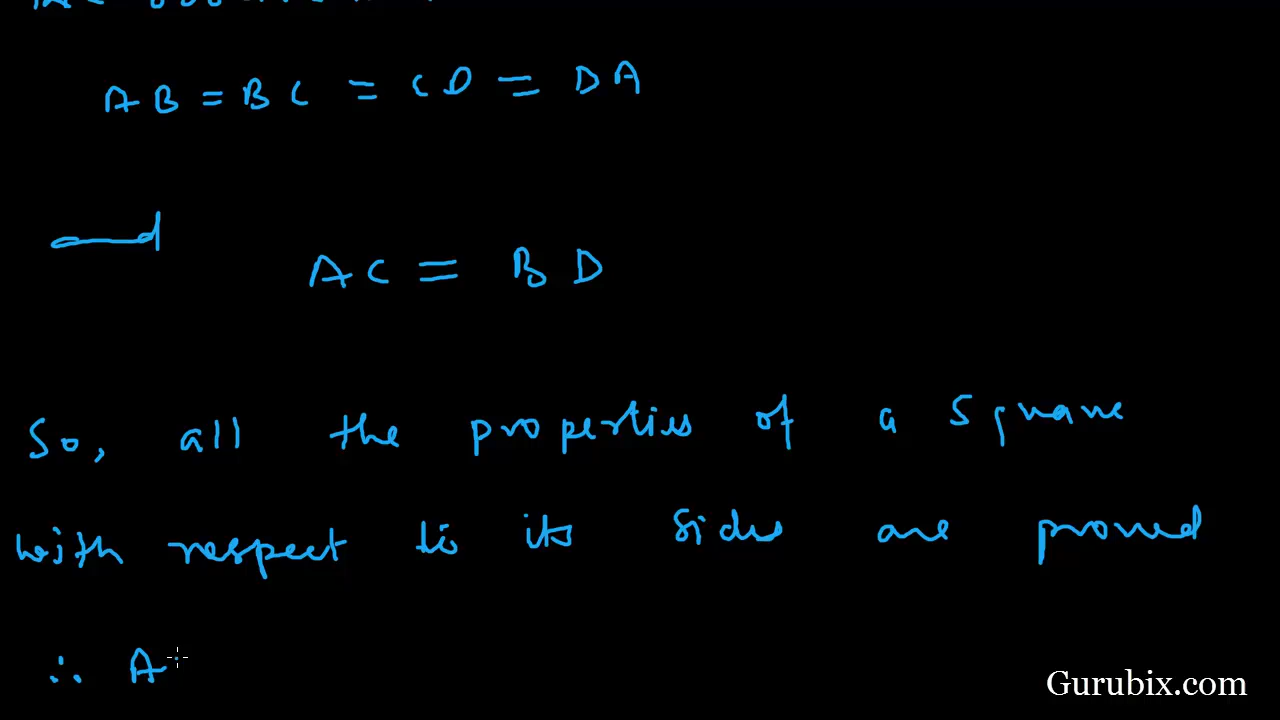 AB = BC = CD = DA
and
AC = BD
So, all the properties of a square
with respect to its sides are proved
∴ A
Gurubix.com